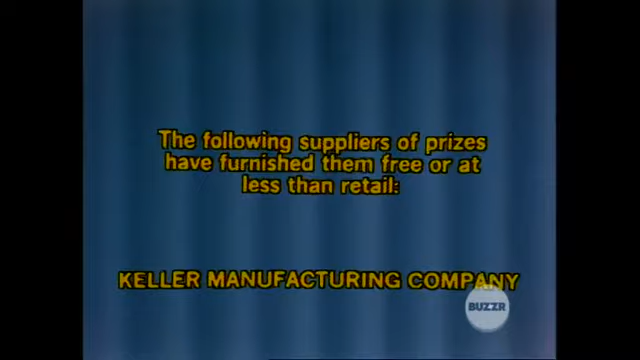 The following suppliers of prizes
have furnished them free or at
less than retail:
KELLER MANUFACTURING COMPANY
BUZZR